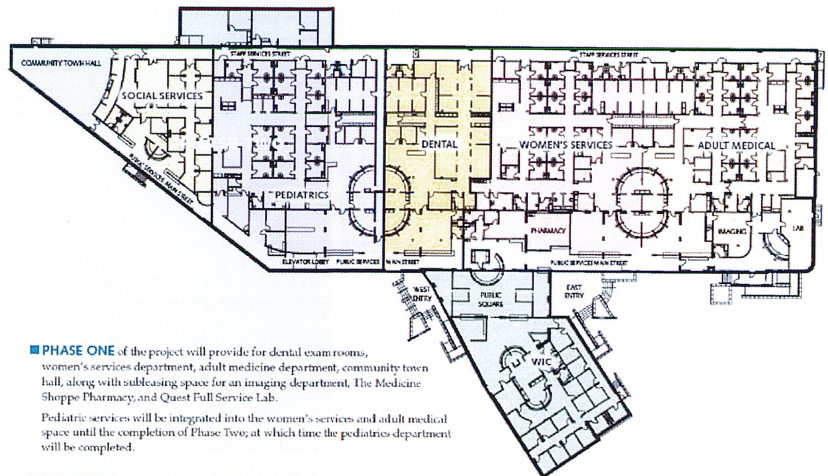 STAFF SERVICES STREET
STAFF SERVICES STREET
COMMUNITY TOWN HALL
SOCIAL SERVICES
DENTAL
WOMEN'S SERVICES
ADULT MEDICAL
PUBLIC SERVICES MAIN STREET
PEDIATRICS
PHARMACY
IMAGING
LAB
ELEVATOR LOBBY
PUBLIC SERVICES MAIN STREET
PUBLIC SERVICES MAIN STREET
WEST
ENTRY
PUBLIC
SQUARE
EAST
ENTRY
WIC
PHASE ONE of the project will provide for dental exam rooms,
women's services department, adult medicine department, community town
hall, along with subleasing space for an imaging department, The Medicine
Shoppe Pharmacy, and Quest Full Service Lab.
Pediatric services will be integrated into the women's services and adult medical
space until the completion of Phase Two; at which time the pediatrics department
will be completed.